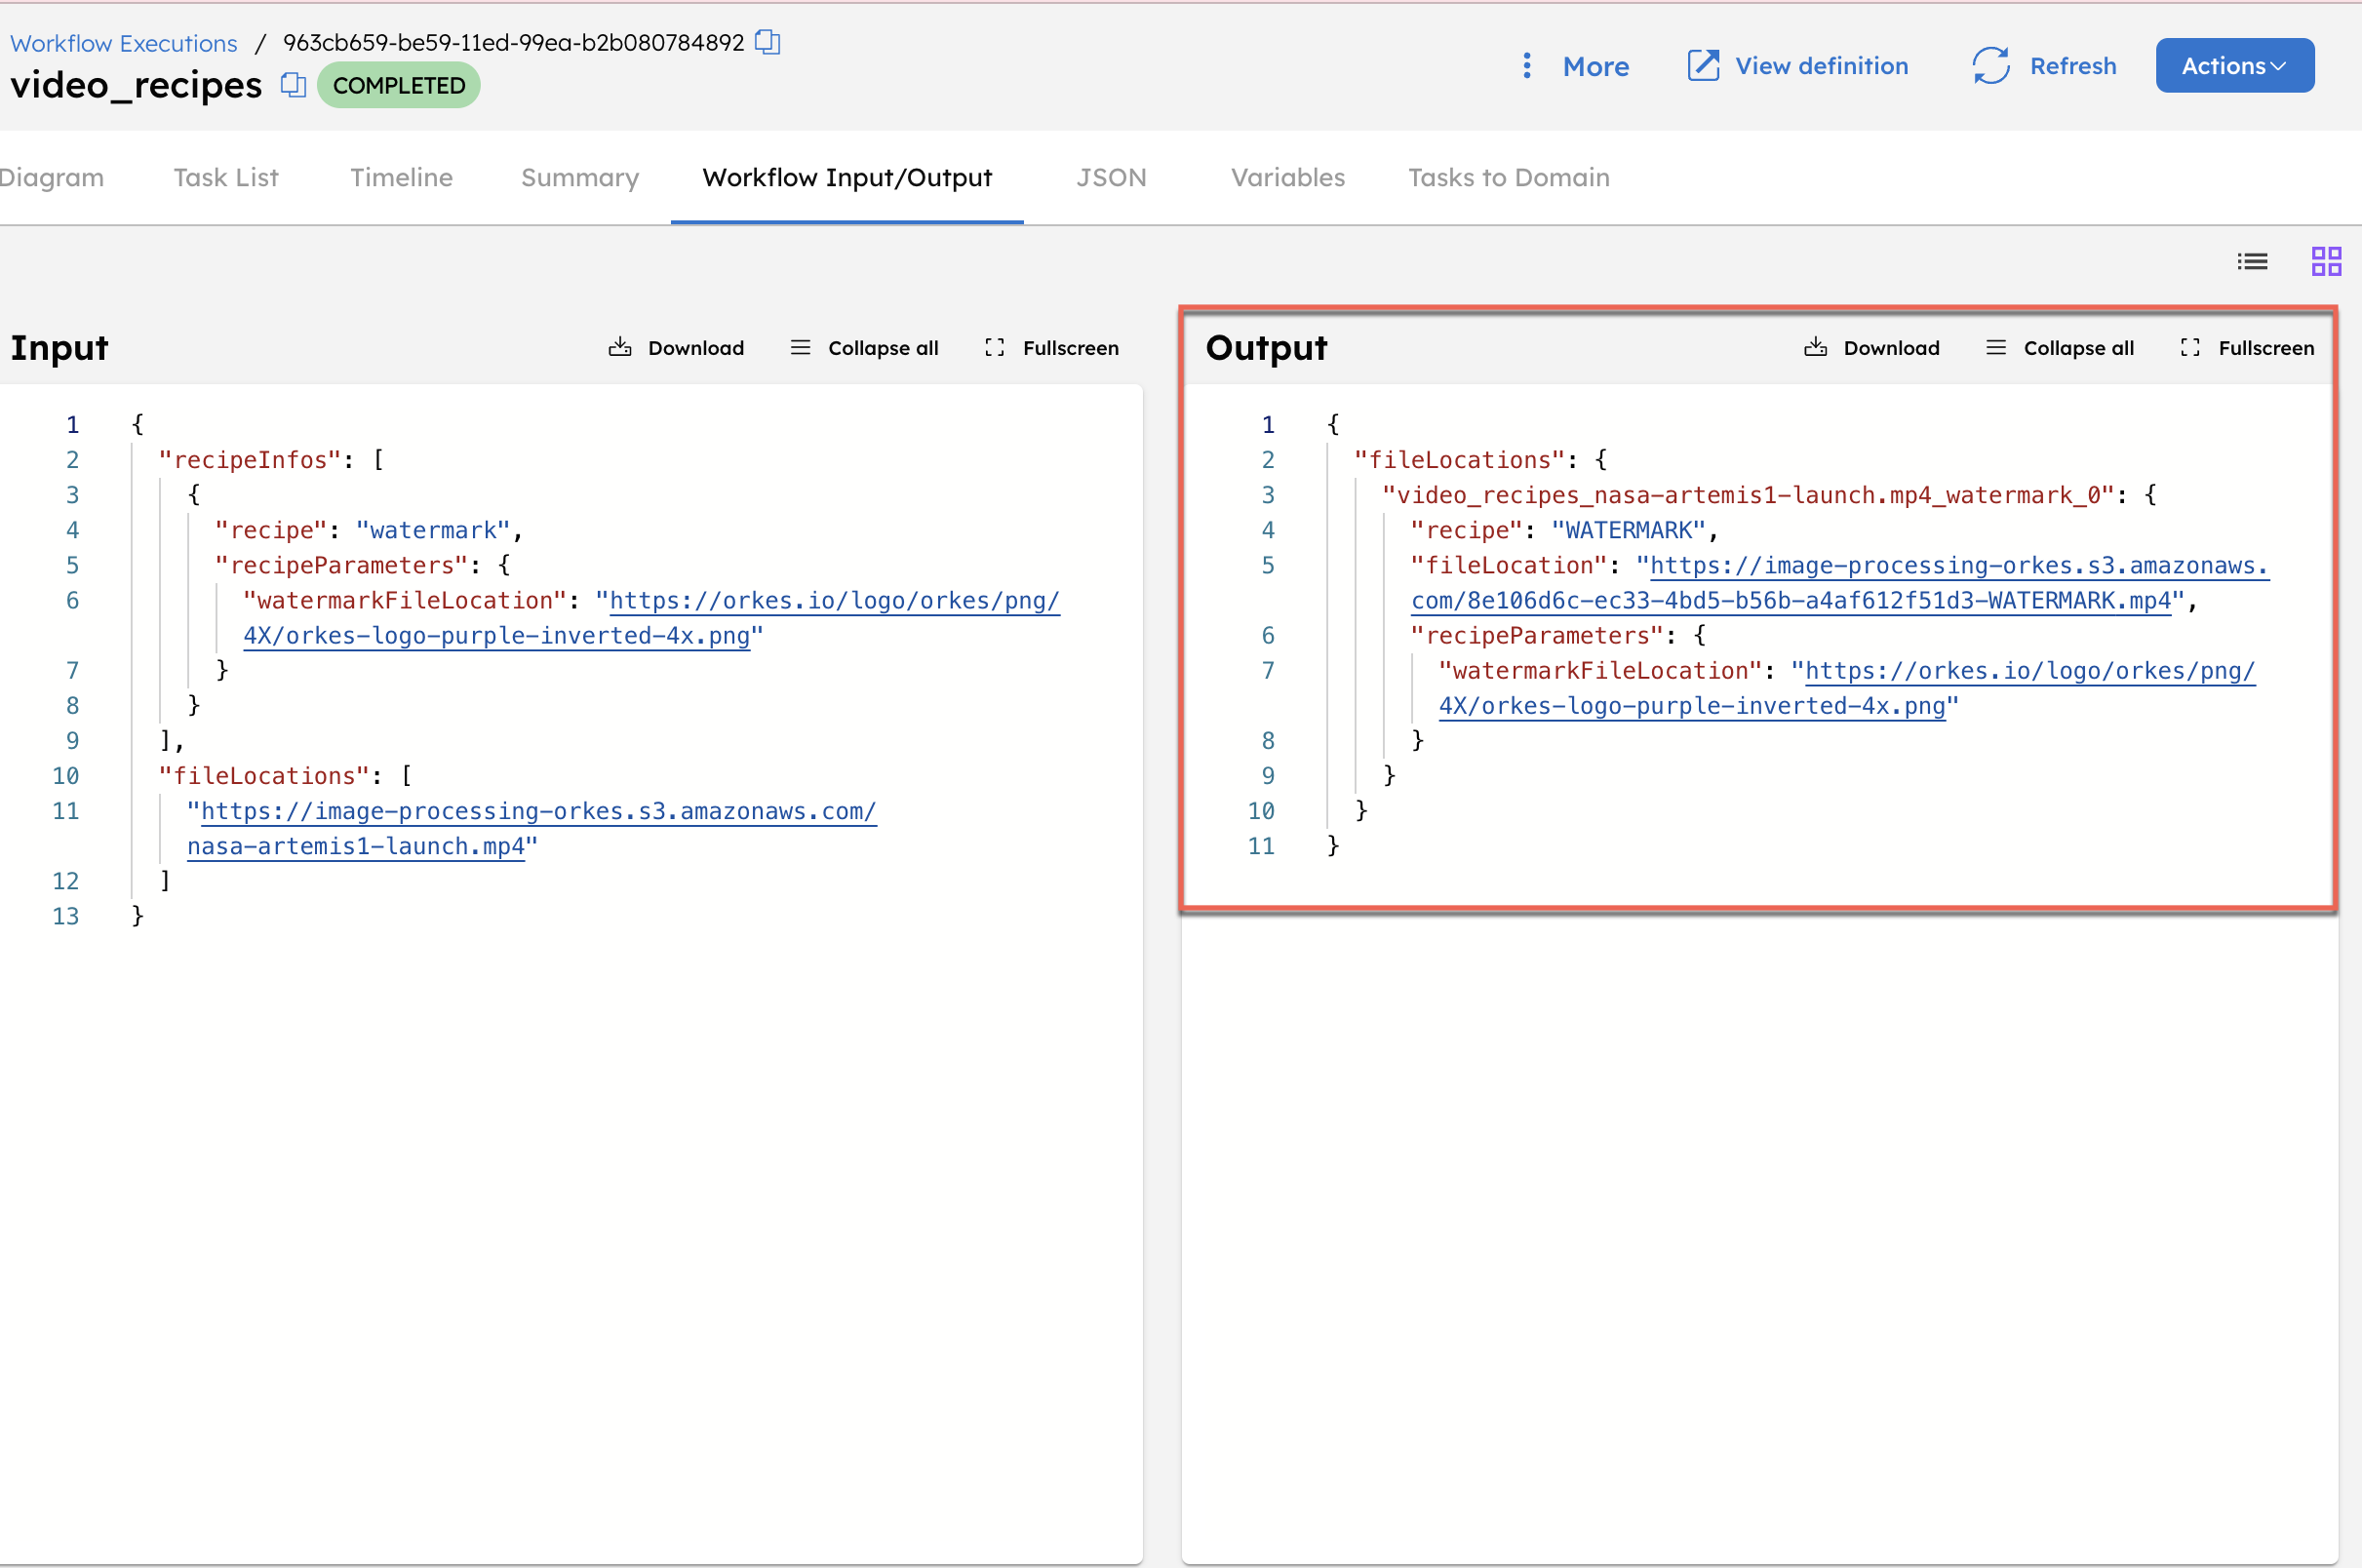 Workflow Executions / 963cb659-be59-11ed-99ea-b2b080784892
video_recipes COMPLETED
More View definition Refresh Actions
Diagram Task List Timeline Summary Workflow Input/Output JSON Variables Tasks to Domain
Input Download Collapse all Fullscreen
1 {
2 "recipeInfos": [
3 {
4 "recipe": "watermark",
5 "recipeParameters": {
6 "watermarkFileLocation": "https://orkes.io/logo/orkes/png/
4X/orkes-logo-purple-inverted-4x.png"
7 }
8 }
9 ],
10 "fileLocations": [
11 "https://image-processing-orkes.s3.amazonaws.com/
nasa-artemis1-launch.mp4"
12 ]
13 }
Output Download Collapse all Fullscreen
1 {
2 "fileLocations": {
3 "video_recipes_nasa-artemis1-launch.mp4_watermark_0": {
4 "recipe": "WATERMARK",
5 "fileLocation": "https://image-processing-orkes.s3.amazonaws.
com/8e106d6c-ec33-4bd5-b56b-a4af612f51d3-WATERMARK.mp4",
6 "recipeParameters": {
7 "watermarkFileLocation": "https://orkes.io/logo/orkes/png/
4X/orkes-logo-purple-inverted-4x.png"
8 }
9 }
10 }
11 }